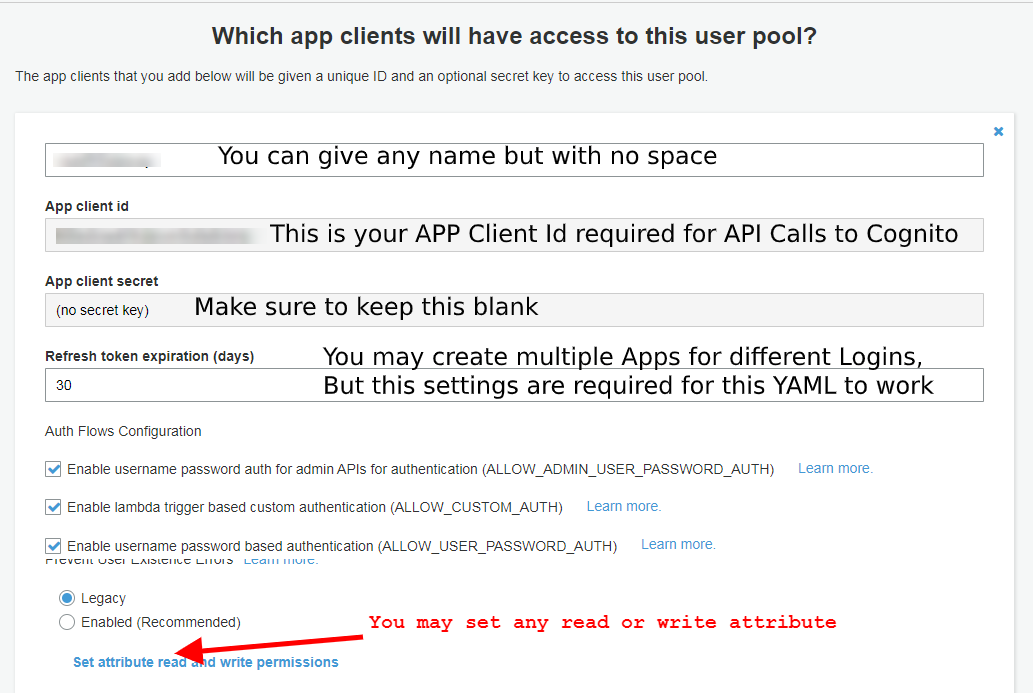 Which app clients will have access to this user pool?
The app clients that you add below will be given a unique ID and an optional secret key to access this user pool.
You can give any name but with no space
App client id
This is your APP Client Id required for API Calls to Cognito
App client secret
(no secret key) Make sure to keep this blank
Refresh token expiration (days)
You may create multiple Apps for different Logins,
30
But this settings are required for this YAML to work
Auth Flows Configuration
Enable username password auth for admin APIs for authentication (ALLOW_ADMIN_USER_PASSWORD_AUTH) Learn more.
Enable lambda trigger based custom authentication (ALLOW_CUSTOM_AUTH) Learn more.
Enable username password based authentication (ALLOW_USER_PASSWORD_AUTH) Learn more.
Prevent User Existence Errors Learn more.
Legacy
Enabled (Recommended)
You may set any read or write attribute
Set attribute read and write permissions